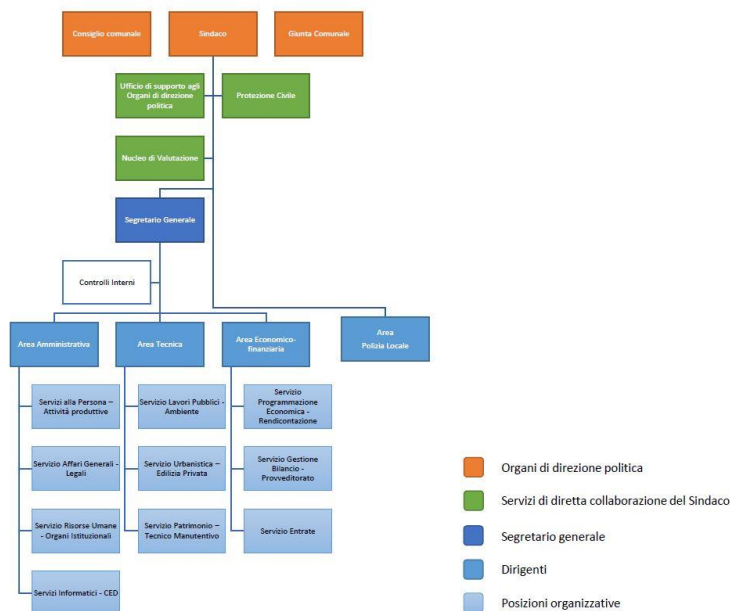 Consiglio comunale
Sindaco
Giunta Comunale
Ufficio di supporto agli
Organi di direzione
politica
Protezione Civile
Nucleo di Valutazione
Segretario Generale
Controlli Interni
Area Amministrativa
Area Tecnica
Area Economico-
finanziaria
Area
Polizia Locale
Servizi alla Persona –
Attività produttive
Servizio Lavori Pubblici -
Ambiente
Servizio
Programmazione
Economica -
Rendicontazione
Servizio Affari Generali -
Legali
Servizio Urbanistica –
Edilizia Privata
Servizio Gestione
Bilancio -
Provveditorato
Servizio Risorse Umane
- Organi Istituzionali
Servizio Patrimonio –
Tecnico Manutentivo
Servizio Entrate
Servizi Informatici - CED
Organi di direzione politica
Servizi di diretta collaborazione del Sindaco
Segretario generale
Dirigenti
Posizioni organizzative